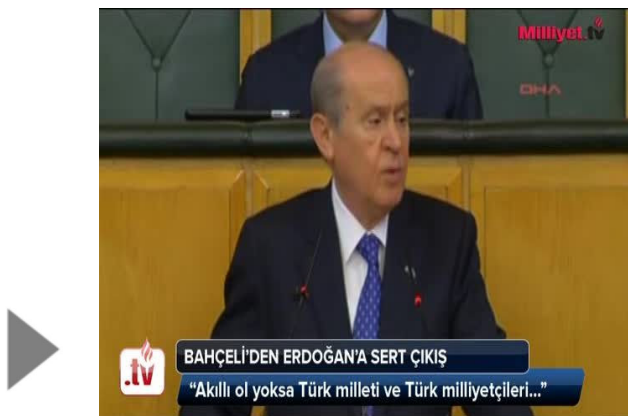 Milliyet.tv
DHA
.tv
BAHÇELİ'DEN ERDOĞAN'A SERT ÇIKIŞ
“Akıllı ol yoksa Türk milleti ve Türk milliyetçileri...”